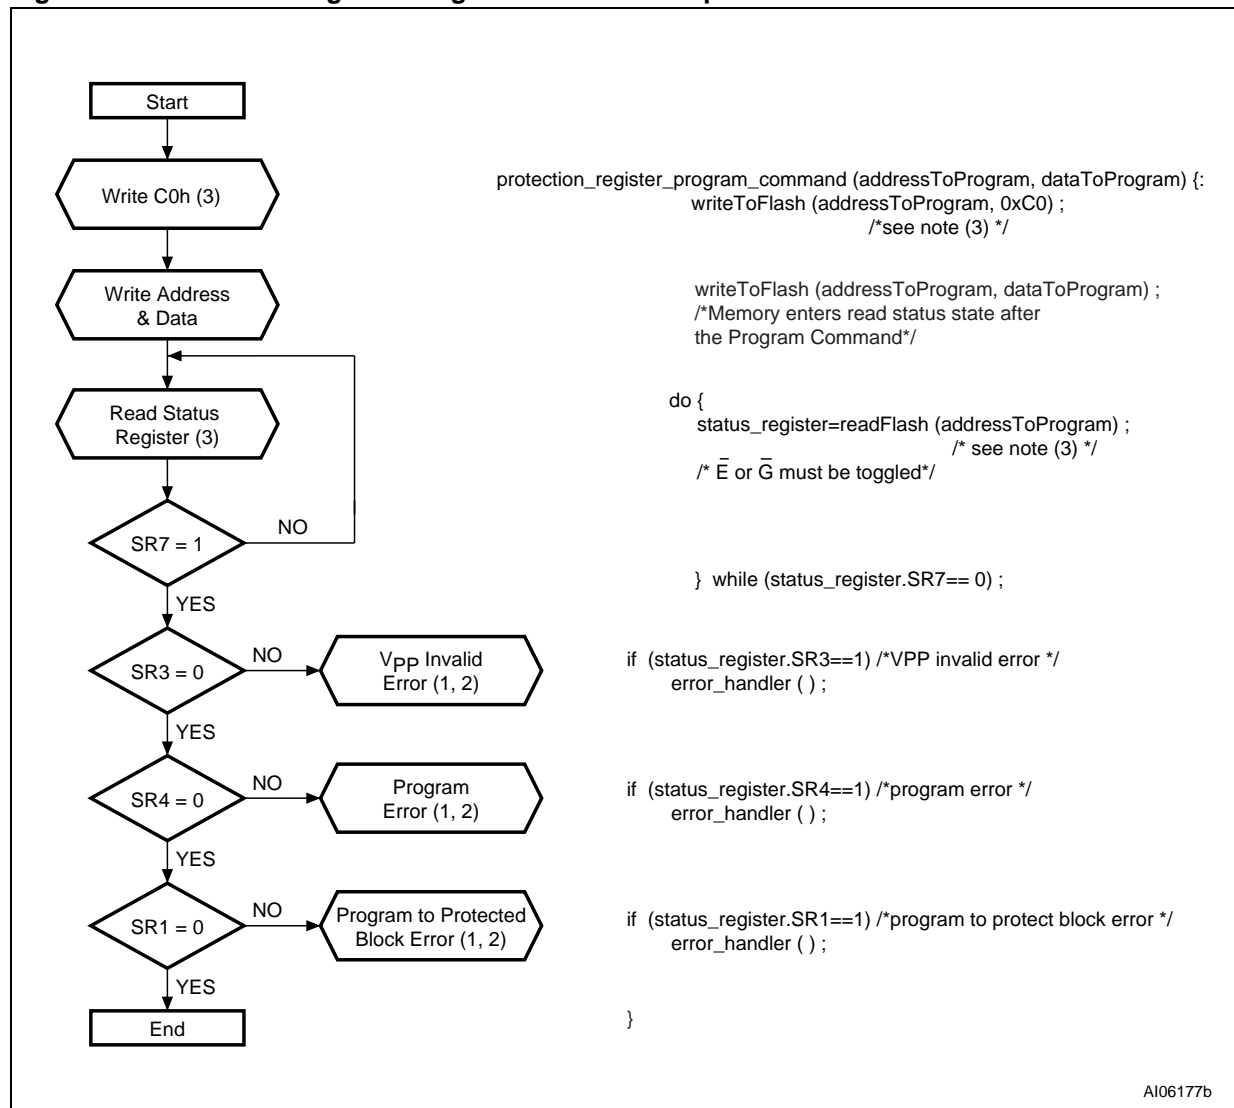 Start
Write C0h (3)
Write Address
& Data
Read Status
Register (3)
SR7 = 1
NO
YES
SR3 = 0
NO
VPP Invalid
Error (1, 2)
YES
SR4 = 0
NO
Program
Error (1, 2)
YES
SR1 = 0
NO
Program to Protected
Block Error (1, 2)
YES
End
protection_register_program_command (addressToProgram, dataToProgram) {:
writeToFlash (addressToProgram, 0xC0) ;
/*see note (3) */
writeToFlash (addressToProgram, dataToProgram) ;
/*Memory enters read status state after
the Program Command*/
do {
status_register=readFlash (addressToProgram) ;
/* see note (3) */
/* E̅ or G̅ must be toggled*/
} while (status_register.SR7== 0) ;
if (status_register.SR3==1) /*VPP invalid error */
error_handler ( ) ;
if (status_register.SR4==1) /*program error */
error_handler ( ) ;
if (status_register.SR1==1) /*program to protect block error */
error_handler ( ) ;
}
AI06177b